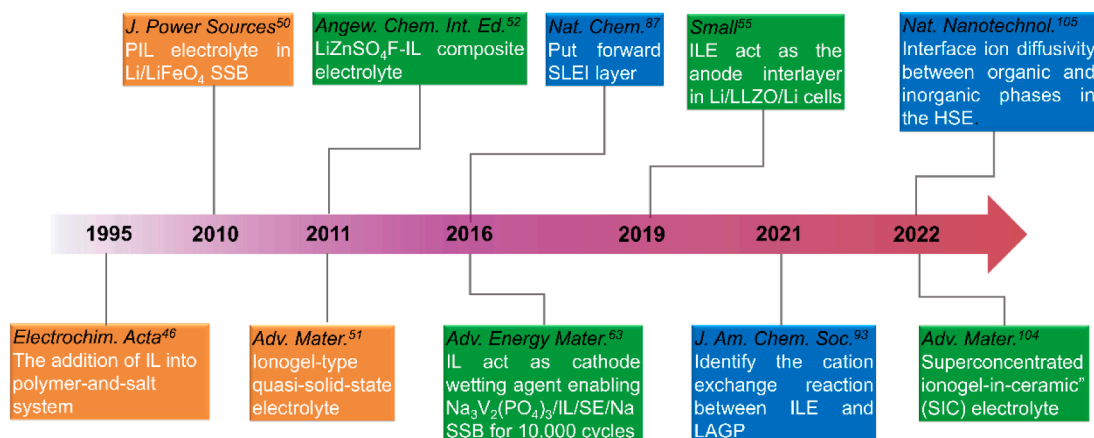 J. Power Sources50
PIL electrolyte in
Li/LiFeO4 SSB
Angew. Chem. Int. Ed.52
LiZnSO4F-IL composite
electrolyte
Nat. Chem.87
Put forward
SLEI layer
Small55
ILE act as the
anode interlayer
in Li/LLZO/Li cells
Nat. Nanotechnol.105
Interface ion diffusivity
between organic and
inorganic phases in
the HSE.
1995 2010 2011 2016 2019 2021 2022
Electrochim. Acta46
The addition of IL into
polymer-and-salt
system
Adv. Mater.51
Ionogel-type
quasi-solid-state
electrolyte
Adv. Energy Mater.63
IL act as cathode
wetting agent enabling
Na3V2(PO4)3/IL/SE/Na
SSB for 10,000 cycles
J. Am. Chem. Soc.93
Identify the cation
exchange reaction
between ILE and
LAGP
Adv. Mater.104
Superconcentrated
ionogel-in-ceramic”
(SIC) electrolyte